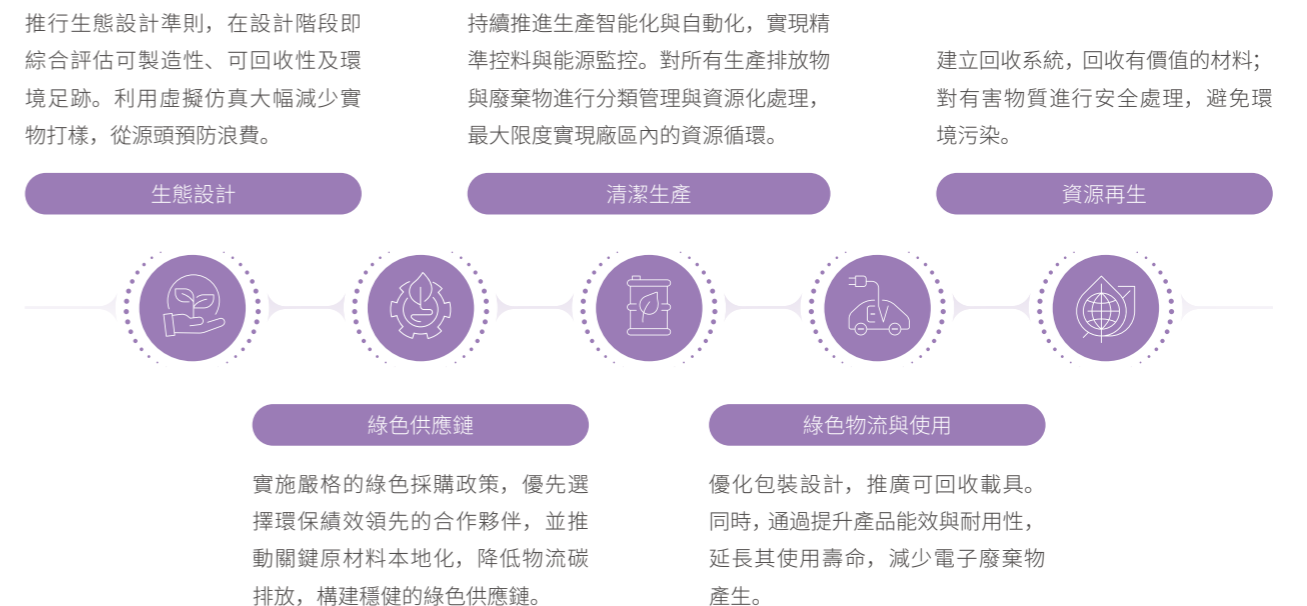 推行生態設計準則，在設計階段即
綜合評估可製造性、可回收性及環
境足跡。利用虛擬仿真大幅減少實
物打樣，從源頭預防浪費。
生態設計
持續推進生產智能化與自動化，實現精
準控料與能源監控。對所有生產排放物
與廢棄物進行分類管理與資源化處理，
最大限度實現廠區內的資源循環。
清潔生產
建立回收系統，回收有價值的材料；
對有害物質進行安全處理，避免環
境污染。
資源再生
EV
綠色供應鏈
實施嚴格的綠色採購政策，優先選
擇環保績效領先的合作夥伴，並推
動關鍵原材料本地化，降低物流碳
排放，構建穩健的綠色供應鏈。
綠色物流與使用
優化包裝設計，推廣可回收載具。
同時，通過提升產品能效與耐用性，
延長其使用壽命，減少電子廢棄物
產生。